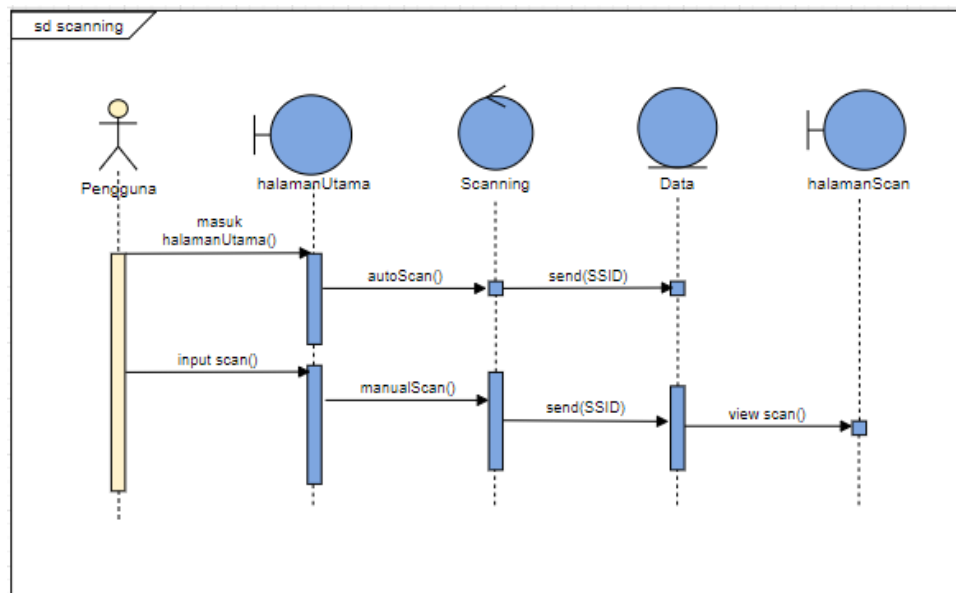 sd scanning
Pengguna
halamanUtama
Scanning
Data
halamanScan
masuk
halamanUtama()
autoScan()
send(SSID)
input scan()
manualScan()
send(SSID)
view scan()